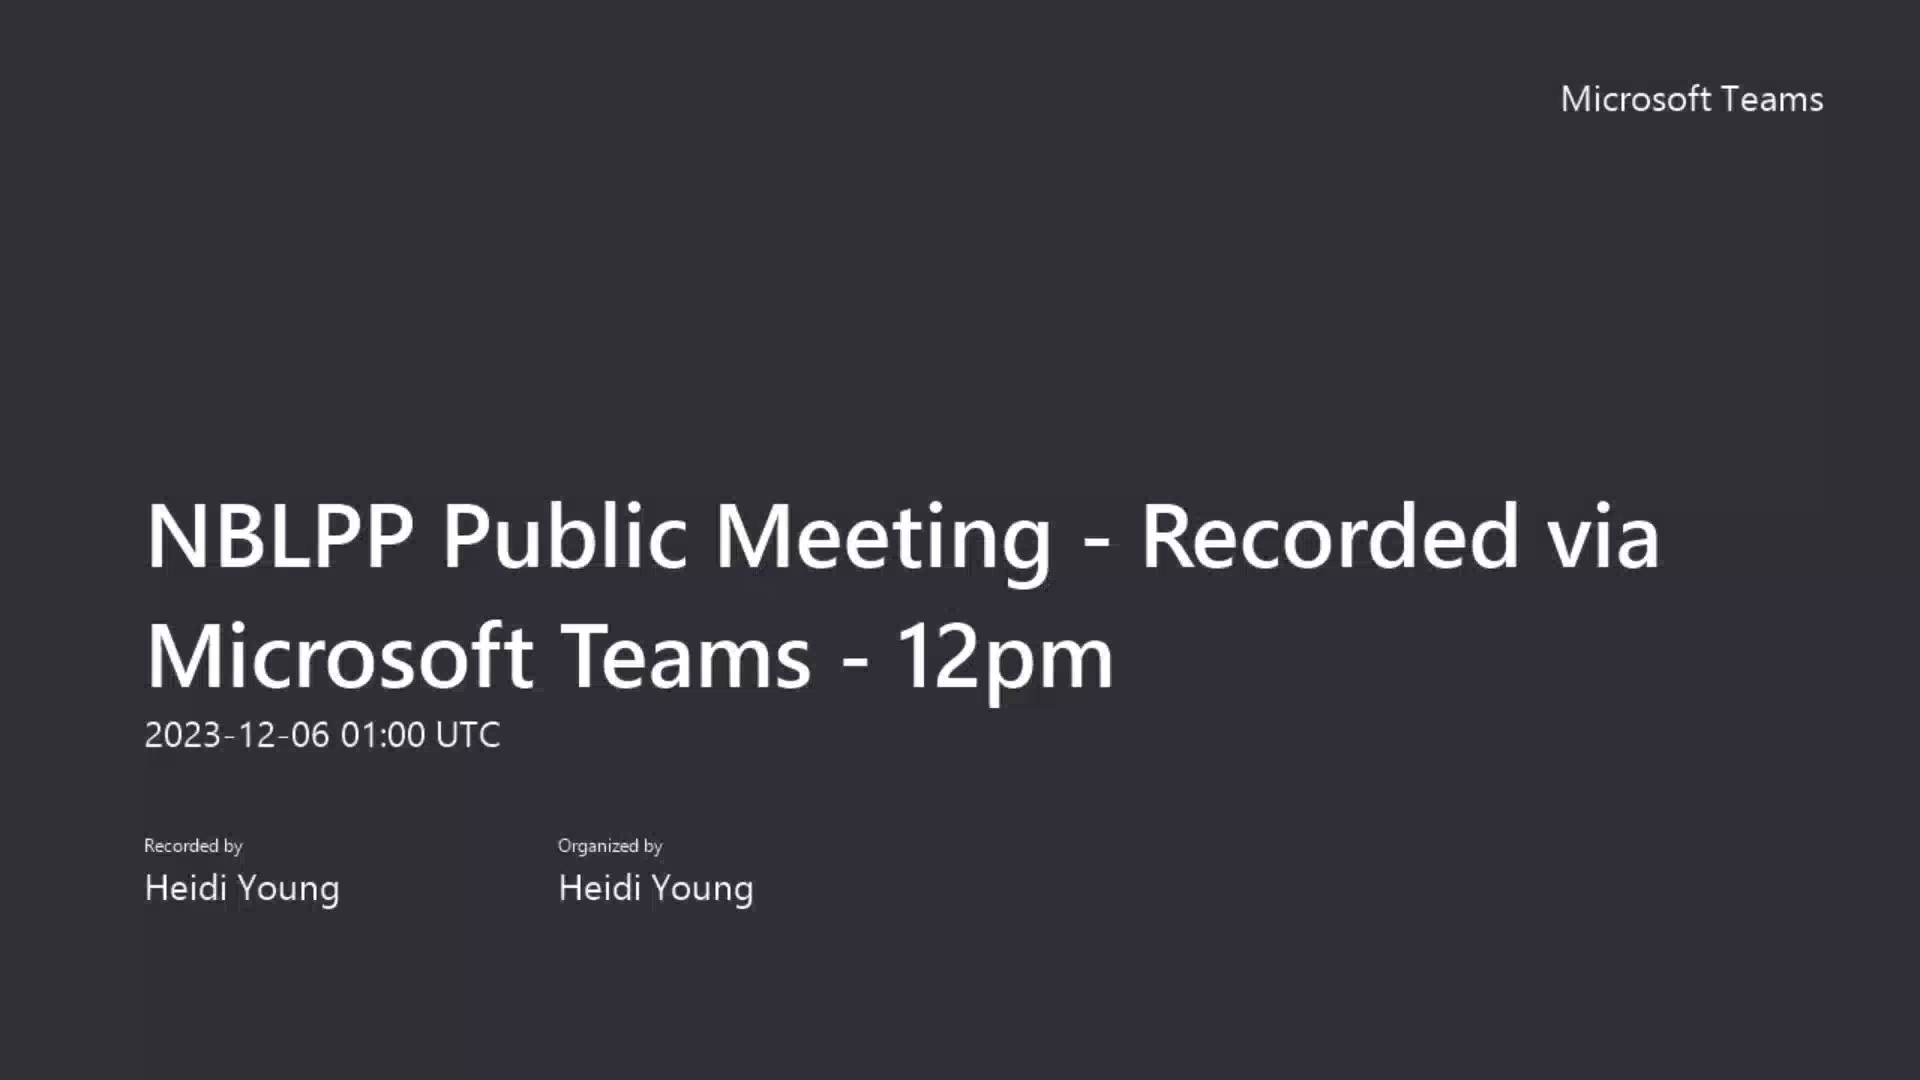 Microsoft Teams
NBLPP Public Meeting - Recorded via
Microsoft Teams - 12pm
2023-12-06 01:00 UTC
Recorded by
Heidi Young
Organized by
Heidi Young